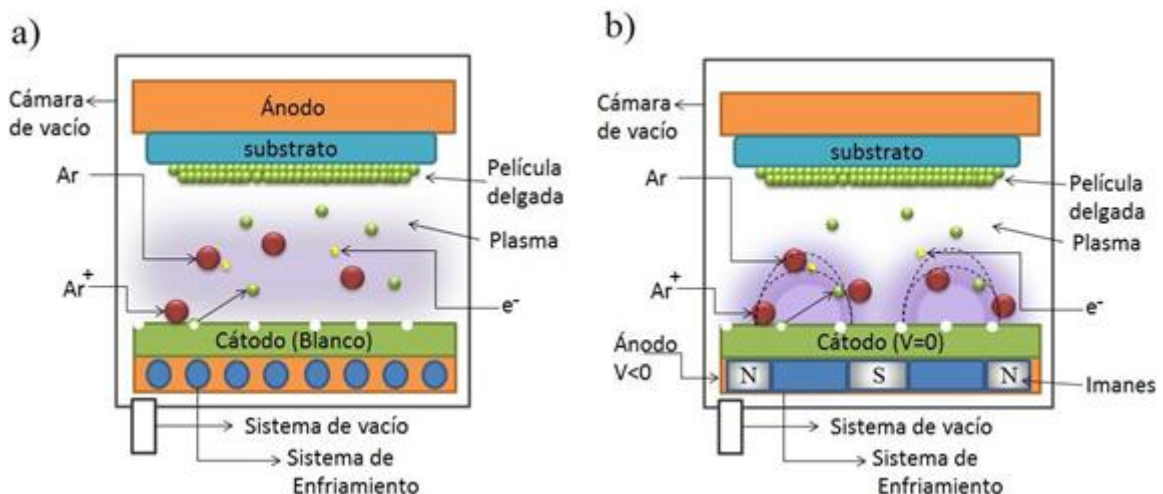 a)
Cámara
de vacío
Ánodo
substrato
Ar
Película
delgada
Plasma
Ar+
e-
Cátodo (Blanco)
Sistema de vacío
Sistema de
Enfriamiento
b)
Cámara
de vacío
substrato
Ar
Película
delgada
Plasma
Ar+
e-
Cátodo (V=0)
Ánodo
V<0
N
S
N
Imanes
Sistema de vacío
Sistema de
Enfriamiento